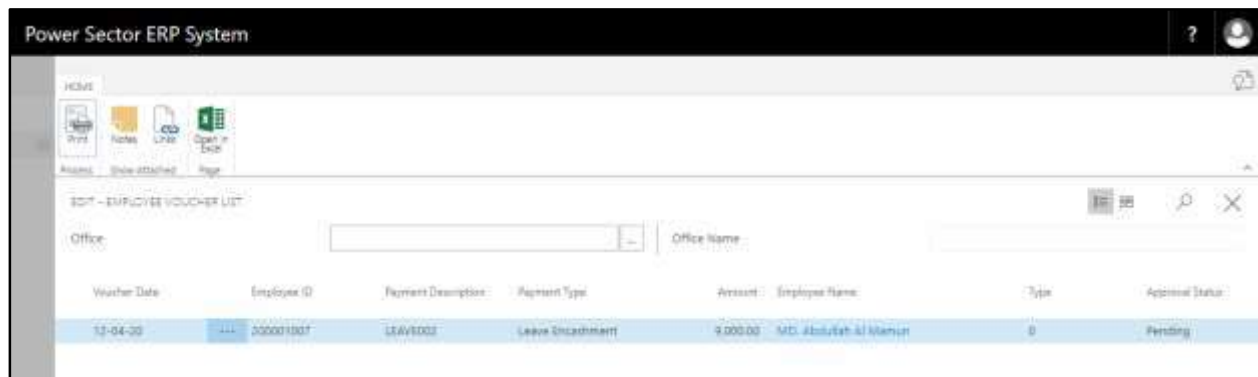 Power Sector ERP System ?
HOME
Print Notes Links Open in Excel
Process Show Attached Page
EDIT - EMPLOYEE VOUCHER LIST
Office ... Office Name
Voucher Date Employee ID Payment Description Payment Type Amount Employee Name Type Approval Status
12-04-20 ... 200001007 LEAVE002 Leave Encashment 9,000.00 MD. Abdullah Al Mamun 0 Pending